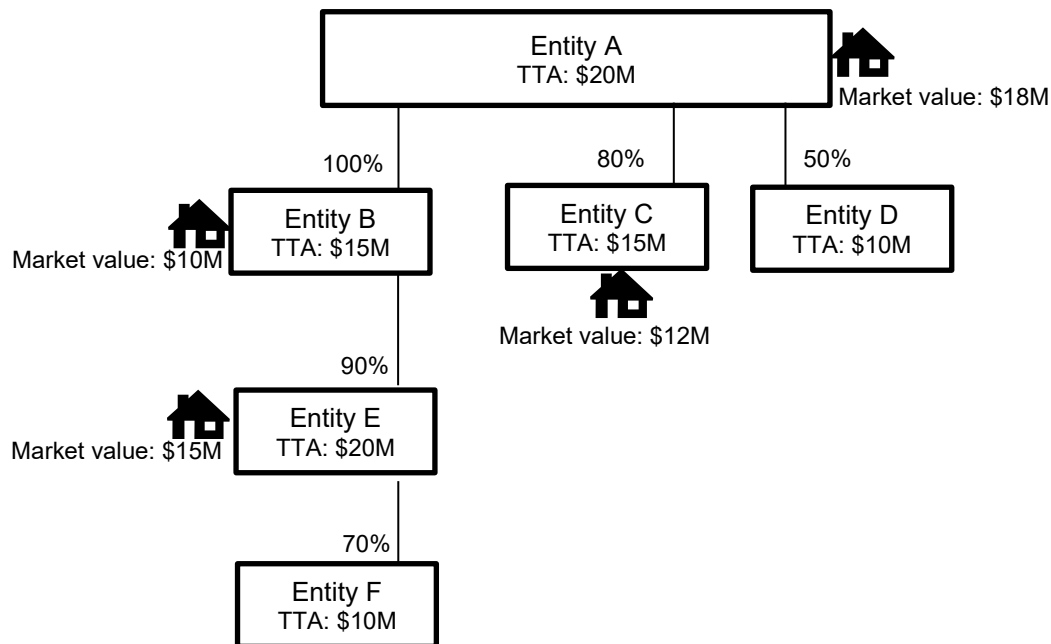 Entity A
TTA: $20M
Market value: $18M
100%
80%
50%
Entity B
TTA: $15M
Market value: $10M
Entity C
TTA: $15M
Market value: $12M
Entity D
TTA: $10M
90%
Entity E
TTA: $20M
Market value: $15M
70%
Entity F
TTA: $10M